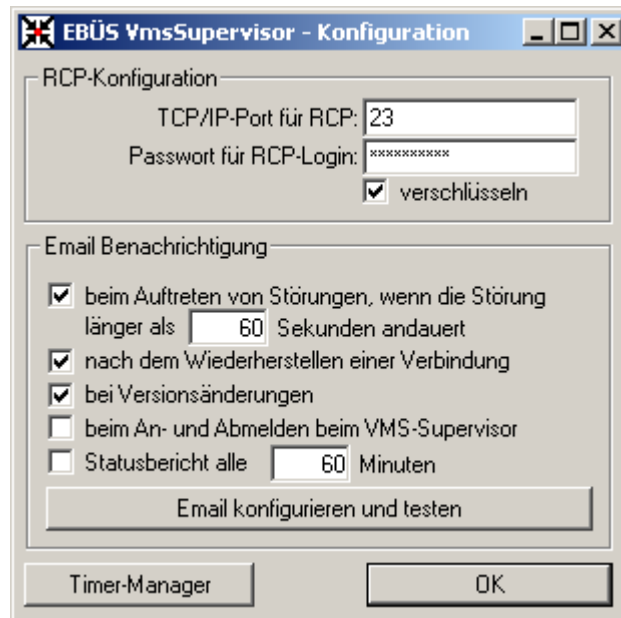 EBÜS VmsSupervisor - Konfiguration
RCP-Konfiguration
TCP/IP-Port für RCP: 23
Passwort für RCP-Login: **********
verschlüsseln
Email Benachrichtigung
beim Auftreten von Störungen, wenn die Störung
länger als 60 Sekunden andauert
nach dem Wiederherstellen einer Verbindung
bei Versionsänderungen
beim An- und Abmelden beim VMS-Supervisor
Statusbericht alle 60 Minuten
Email konfigurieren und testen
Timer-Manager OK